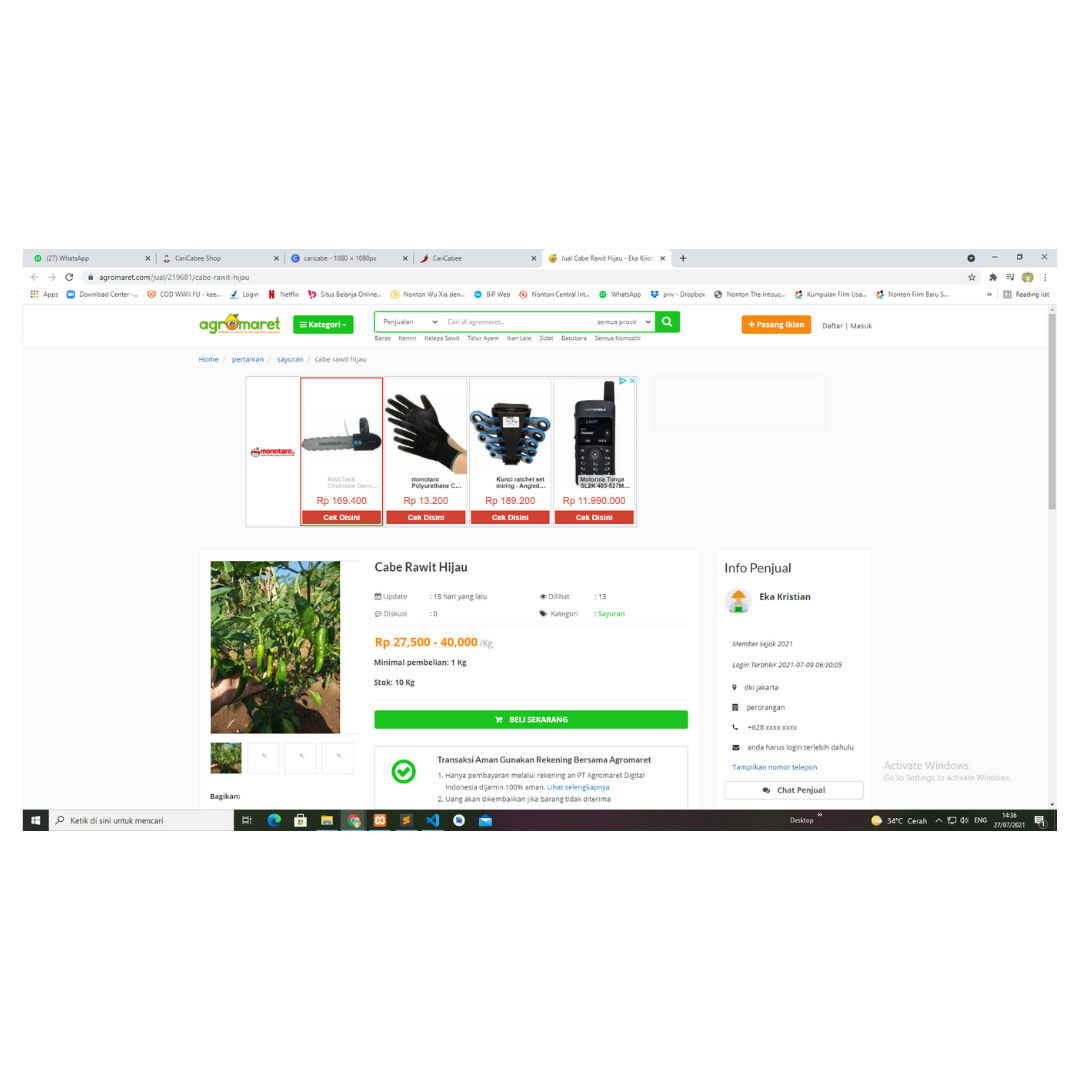 (27) WhatsApp
CariCabee Shop
caricabe - 1080 × 1080px
CariCabee
Jual Cabe Rawit Hijau - Eka Kristi
agromaret.com/jual/219681/cabe-rawit-hijau
Apps
Download Center -...
COD WWII FU - kee...
Login
Netflix
Situs Belanja Online...
Nonton Wu Xia den...
BiP Web
Nonton Central Int...
WhatsApp
priv - Dropbox
Nonton The Intouc...
Kumpulan Film Usa...
Nonton Film Baru S...
Reading list
agromaret
Kategori
Penjualan
Cari di agromaret..
semua provir
+ Pasang Iklan
Daftar | Masuk
Beras Kemiri Kelapa Sawit Telur Ayam Ikan Lele Sidat Batubara Semua Komoditi
Home / pertanian / sayuran / cabe rawit hijau
monotaro
MAILTank
Chainsaw Geni...
Rp 169.400
Cek Disini
monotaro
Polyurethane C...
Rp 13.200
Cek Disini
Kunci ratchet set
miring - Angled...
Rp 189.200
Cek Disini
Motorola Tonga
SL2K 403-527M...
Rp 11.990.000
Cek Disini
Cabe Rawit Hijau
Update : 18 hari yang lalu
Dilihat : 13
Diskusi : 0
Kategori : Sayuran
Rp 27,500 - 40,000 /Kg
Minimal pembelian: 1 Kg
Stok: 10 Kg
BELI SEKARANG
Transaksi Aman Gunakan Rekening Bersama Agromaret
1. Hanya pembayaran melalui rekening an PT Agromaret Digital
Indonesia dijamin 100% aman. Lihat selengkapnya
2. Uang akan dikembalikan jika barang tidak diterima
Bagikan:
Info Penjual
Eka Kristian
Member sejak 2021
Login Terahkir 2021-07-09 06:30:05
dki jakarta
perorangan
+628 xxxx xxxx
anda harus login terlebih dahulu
Tampilkan nomor telepon
Chat Penjual
Activate Windows
Go to Settings to activate Windows.
Ketik di sini untuk mencari
Desktop
34°C Cerah
ENG
14:36
27/07/2021
1